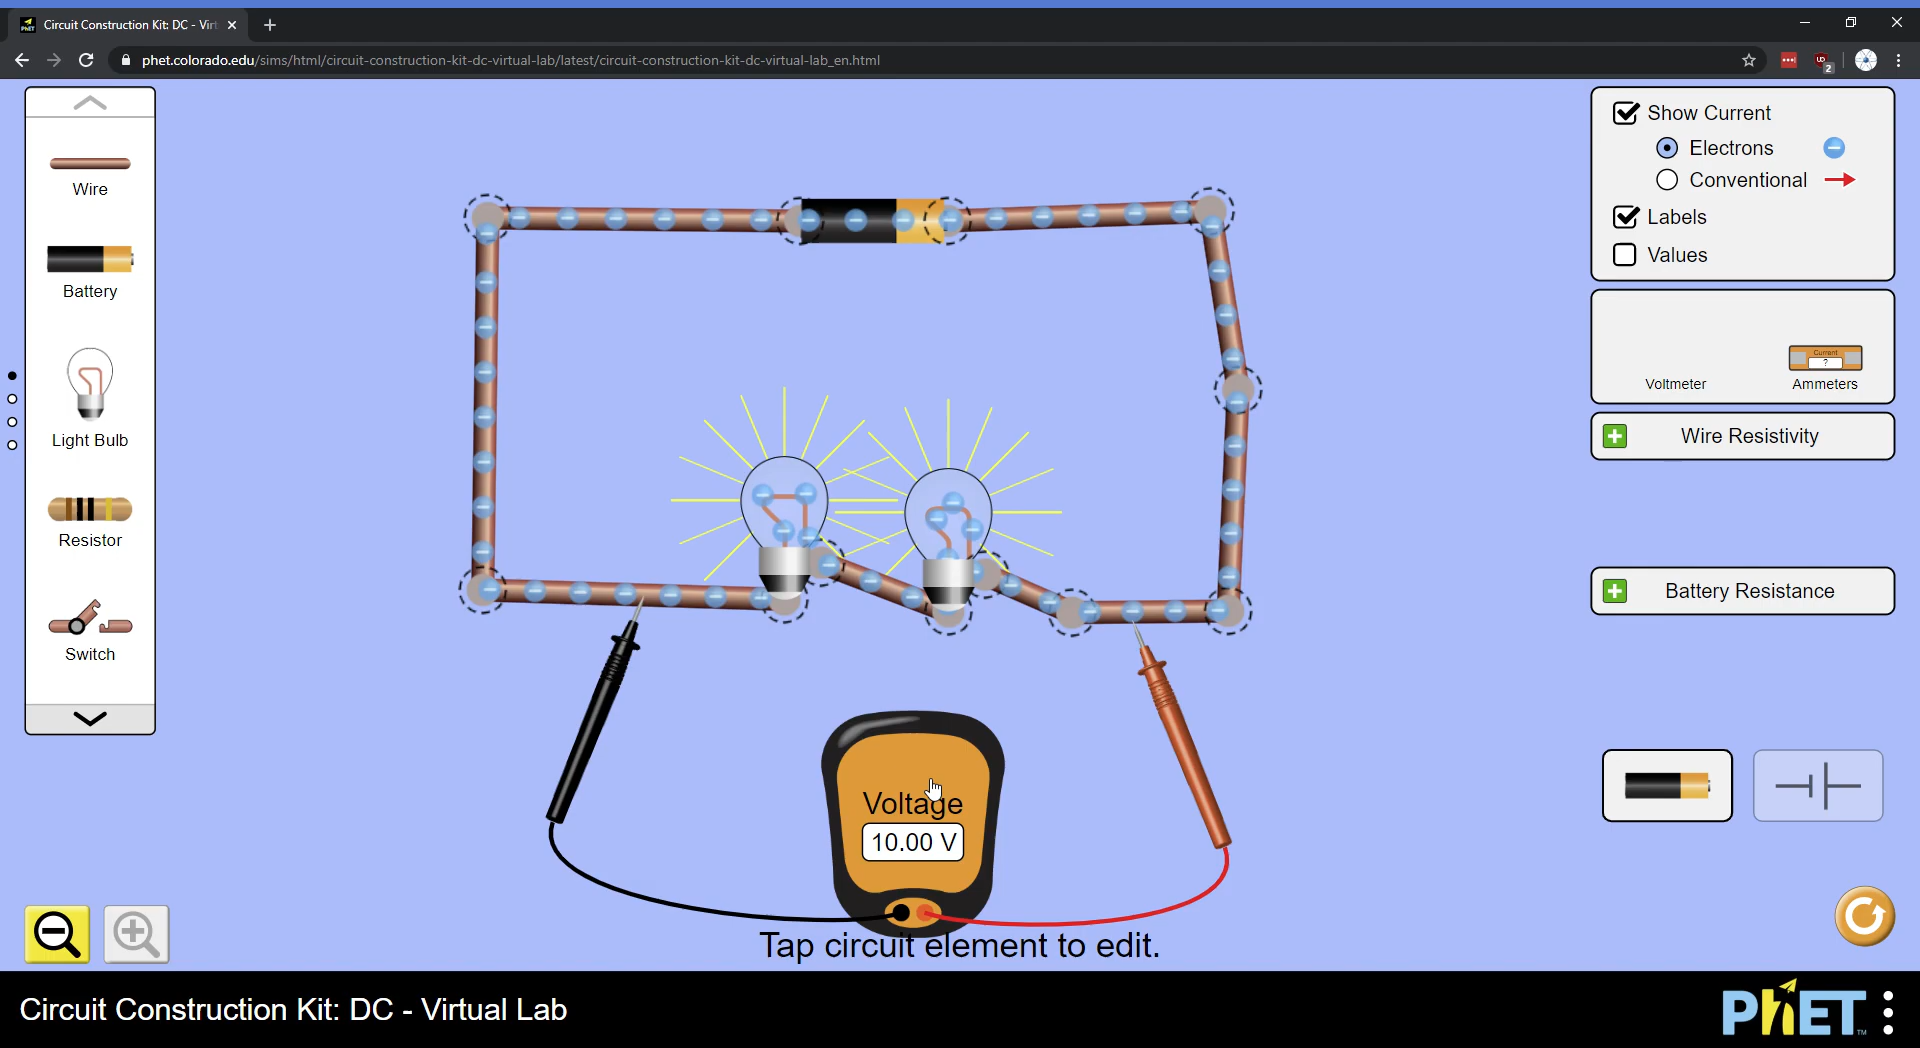 Circuit Construction Kit: DC - Virt
phet.colorado.edu/sims/html/circuit-construction-kit-dc-virtual-lab/latest/circuit-construction-kit-dc-virtual-lab_en.html
2
Wire
Battery
Light Bulb
Resistor
Switch
Show Current
Electrons
Conventional
Labels
Values
Current
?
Voltmeter
Ammeters
Wire Resistivity
Battery Resistance
Voltage
10.00 V
Tap circuit element to edit.
Circuit Construction Kit: DC - Virtual Lab
PhET